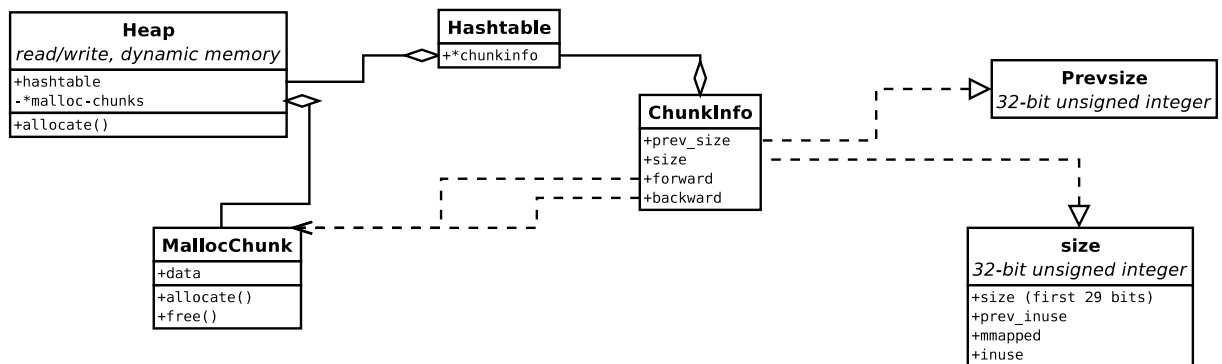 Heap
read/write, dynamic memory
+hashtable
-*malloc-chunks
+allocate()
Hashtable
+*chunkinfo
ChunkInfo
+prev_size
+size
+forward
+backward
Prevsize
32-bit unsigned integer
MallocChunk
+data
+allocate()
+free()
size
32-bit unsigned integer
+size (first 29 bits)
+prev_inuse
+mmapped
+inuse